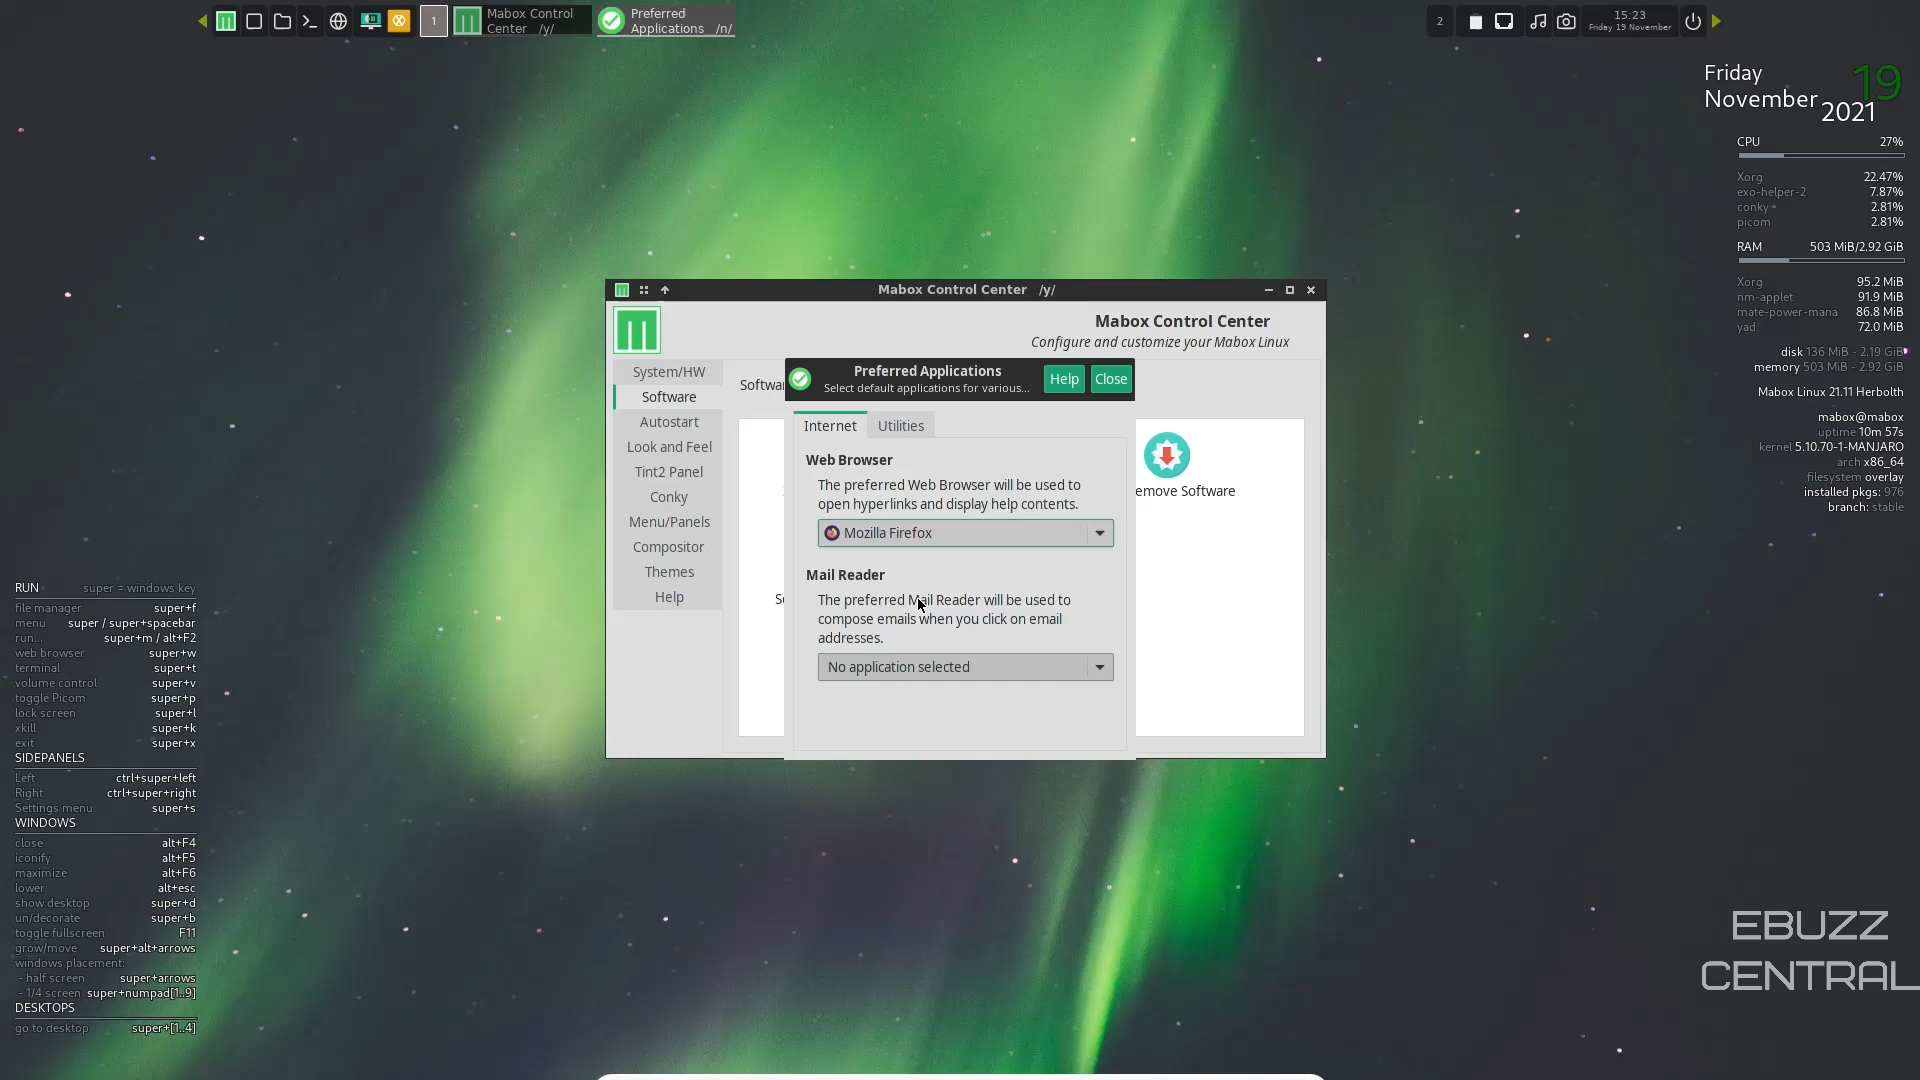 1
Mabox Control
Center /y/
Preferred
Applications /n/
2
15:23
Friday 19 November
Friday
19
November
2021
CPU 27%
Xorg 22.47%
exo-helper-2 7.87%
conky 2.81%
picom 2.81%
RAM 503 MiB/2.92 GiB
Xorg 95.2 MiB
nm-applet 91.9 MiB
mate-power-mana 86.8 MiB
yad 72.0 MiB
disk 136 MiB - 2.19 GiB
memory 503 MiB - 2.92 GiB
Mabox Linux 21.11 Herbolth
mabox@mabox
uptime 10m 57s
kernel 5.10.70-1-MANJARO
arch x86_64
filesystem overlay
installed pkgs: 976
branch: stable
Mabox Control Center /y/
Mabox Control Center
Configure and customize your Mabox Linux
System/HW
Software
Autostart
Look and Feel
Tint2 Panel
Conky
Menu/Panels
Compositor
Themes
Help
Softwa
emove Software
S
Preferred Applications
Select default applications for various...
Help
Close
Internet
Utilities
Web Browser
The preferred Web Browser will be used to
open hyperlinks and display help contents.
Mozilla Firefox
Mail Reader
The preferred Mail Reader will be used to
compose emails when you click on email
addresses.
No application selected
RUN super = windows key
file manager super+f
menu super / super+spacebar
run... super+m / alt+F2
web browser super+w
terminal super+t
volume control super+v
toggle Picom super+p
lock screen super+l
xkill super+k
exit super+x
SIDEPANELS
Left ctrl+super+left
Right ctrl+super+right
Settings menu super+s
WINDOWS
close alt+F4
iconify alt+F5
maximize alt+F6
lower alt+esc
show desktop super+d
un/decorate super+b
toggle fullscreen F11
grow/move super+alt+arrows
windows placement:
- half screen super+arrows
- 1/4 screen super+numpad[1..9]
DESKTOPS
go to desktop super+[1..4]
EBUZZ
CENTRAL